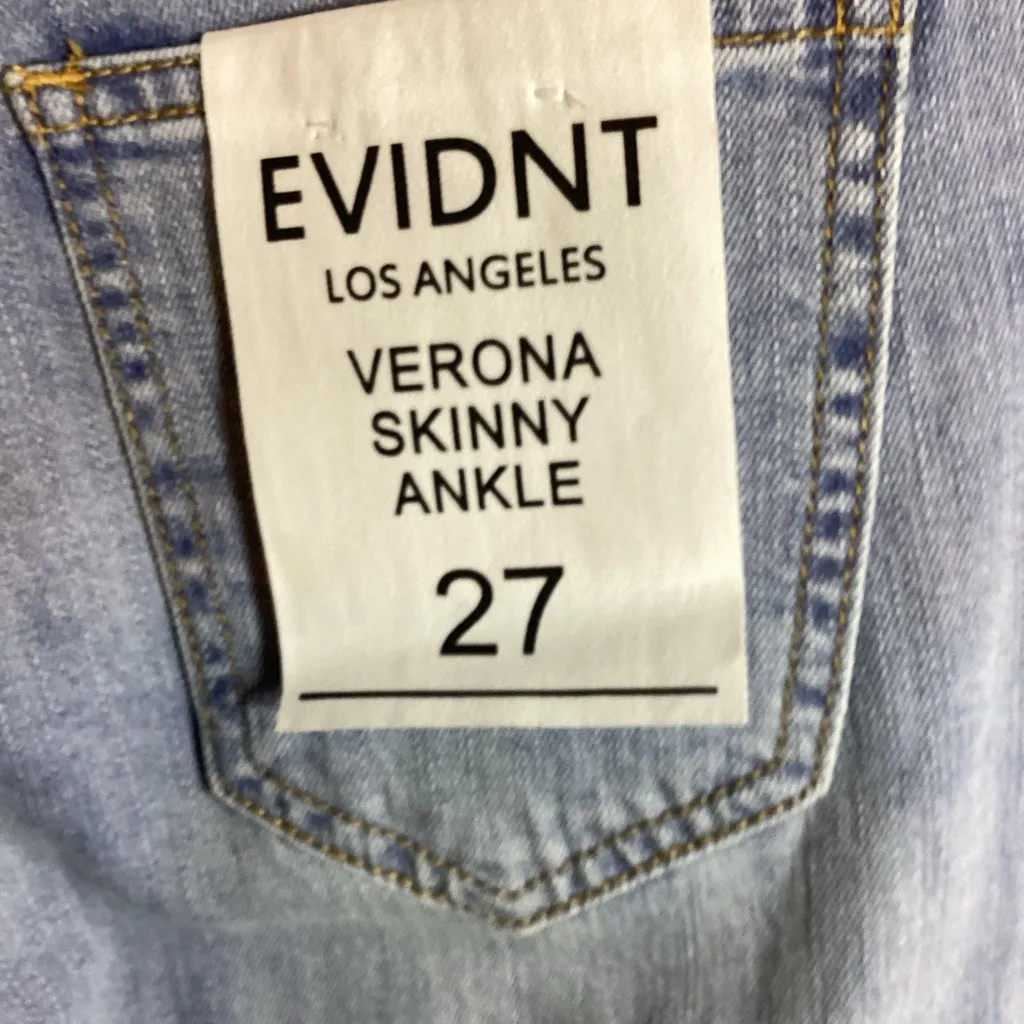 EVIDNT
LOS ANGELES
VERONA
SKINNY
ANKLE
27